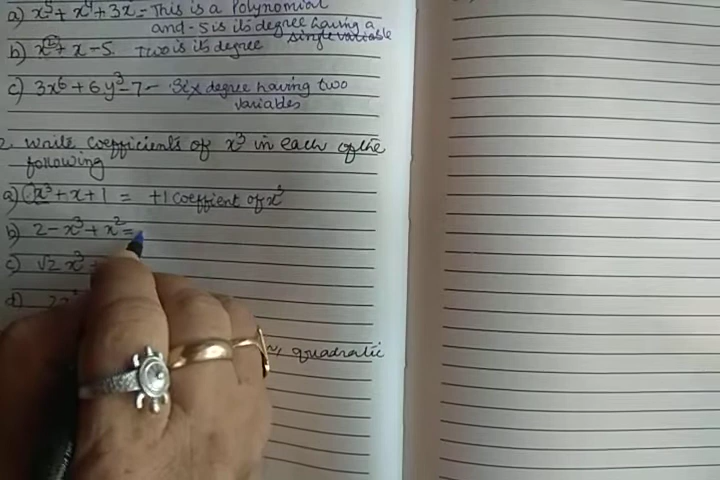 a) x⁵ + x⁴ + 3x = This is a Polynomial
and -5 is its degree having a
single variable
b) x² + x - 5 Two is its degree
c) 3x⁶ + 6y³ - 7 - Six degree having two
variables
2. Write Coefficients of x³ in each of the
following
a) x³ + x + 1 = +1 Coeffient of x³
b) 2 - x³ + x² =
c) √2 x³
d)
quadratic